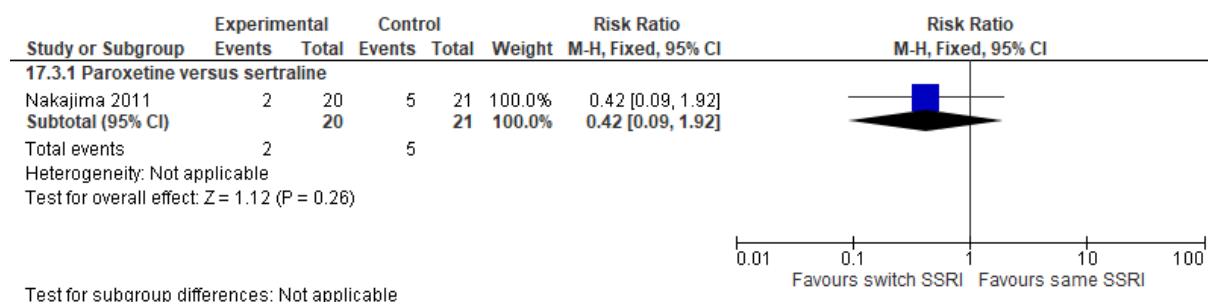 Experimental Control Risk Ratio Risk Ratio
Study or Subgroup Events Total Events Total Weight M-H, Fixed, 95% CI M-H, Fixed, 95% CI
17.3.1 Paroxetine versus sertraline
Nakajima 2011 2 20 5 21 100.0% 0.42 [0.09, 1.92]
Subtotal (95% CI) 20 21 100.0% 0.42 [0.09, 1.92]
Total events 2 5
Heterogeneity: Not applicable
Test for overall effect: Z = 1.12 (P = 0.26)
0.01 0.1 1 10 100
Favours switch SSRI Favours same SSRI
Test for subgroup differences: Not applicable